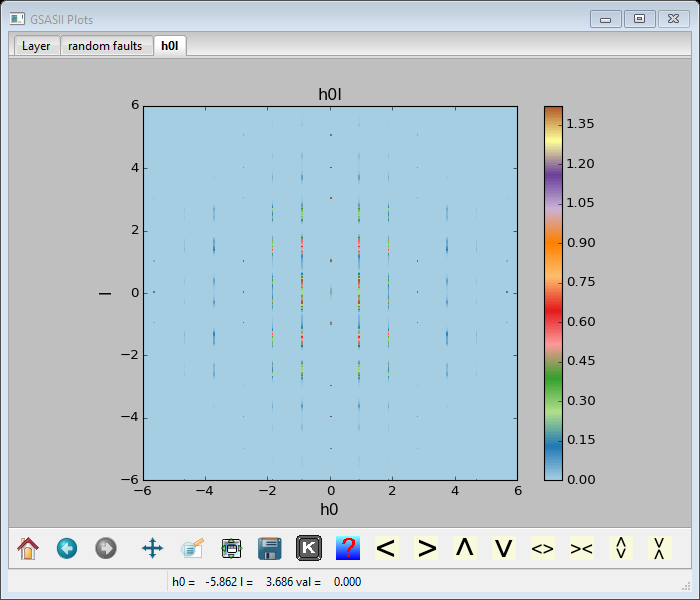 GSASII Plots
Layer random faults h0l
h0l
6
4
2
0
−2
−4
−6
l
−6 −4 −2 0 2 4 6
h0
1.35
1.20
1.05
0.90
0.75
0.60
0.45
0.30
0.15
0.00
K ? < > Λ V <> ><
h0 = -5.862 l = 3.686 val = 0.000